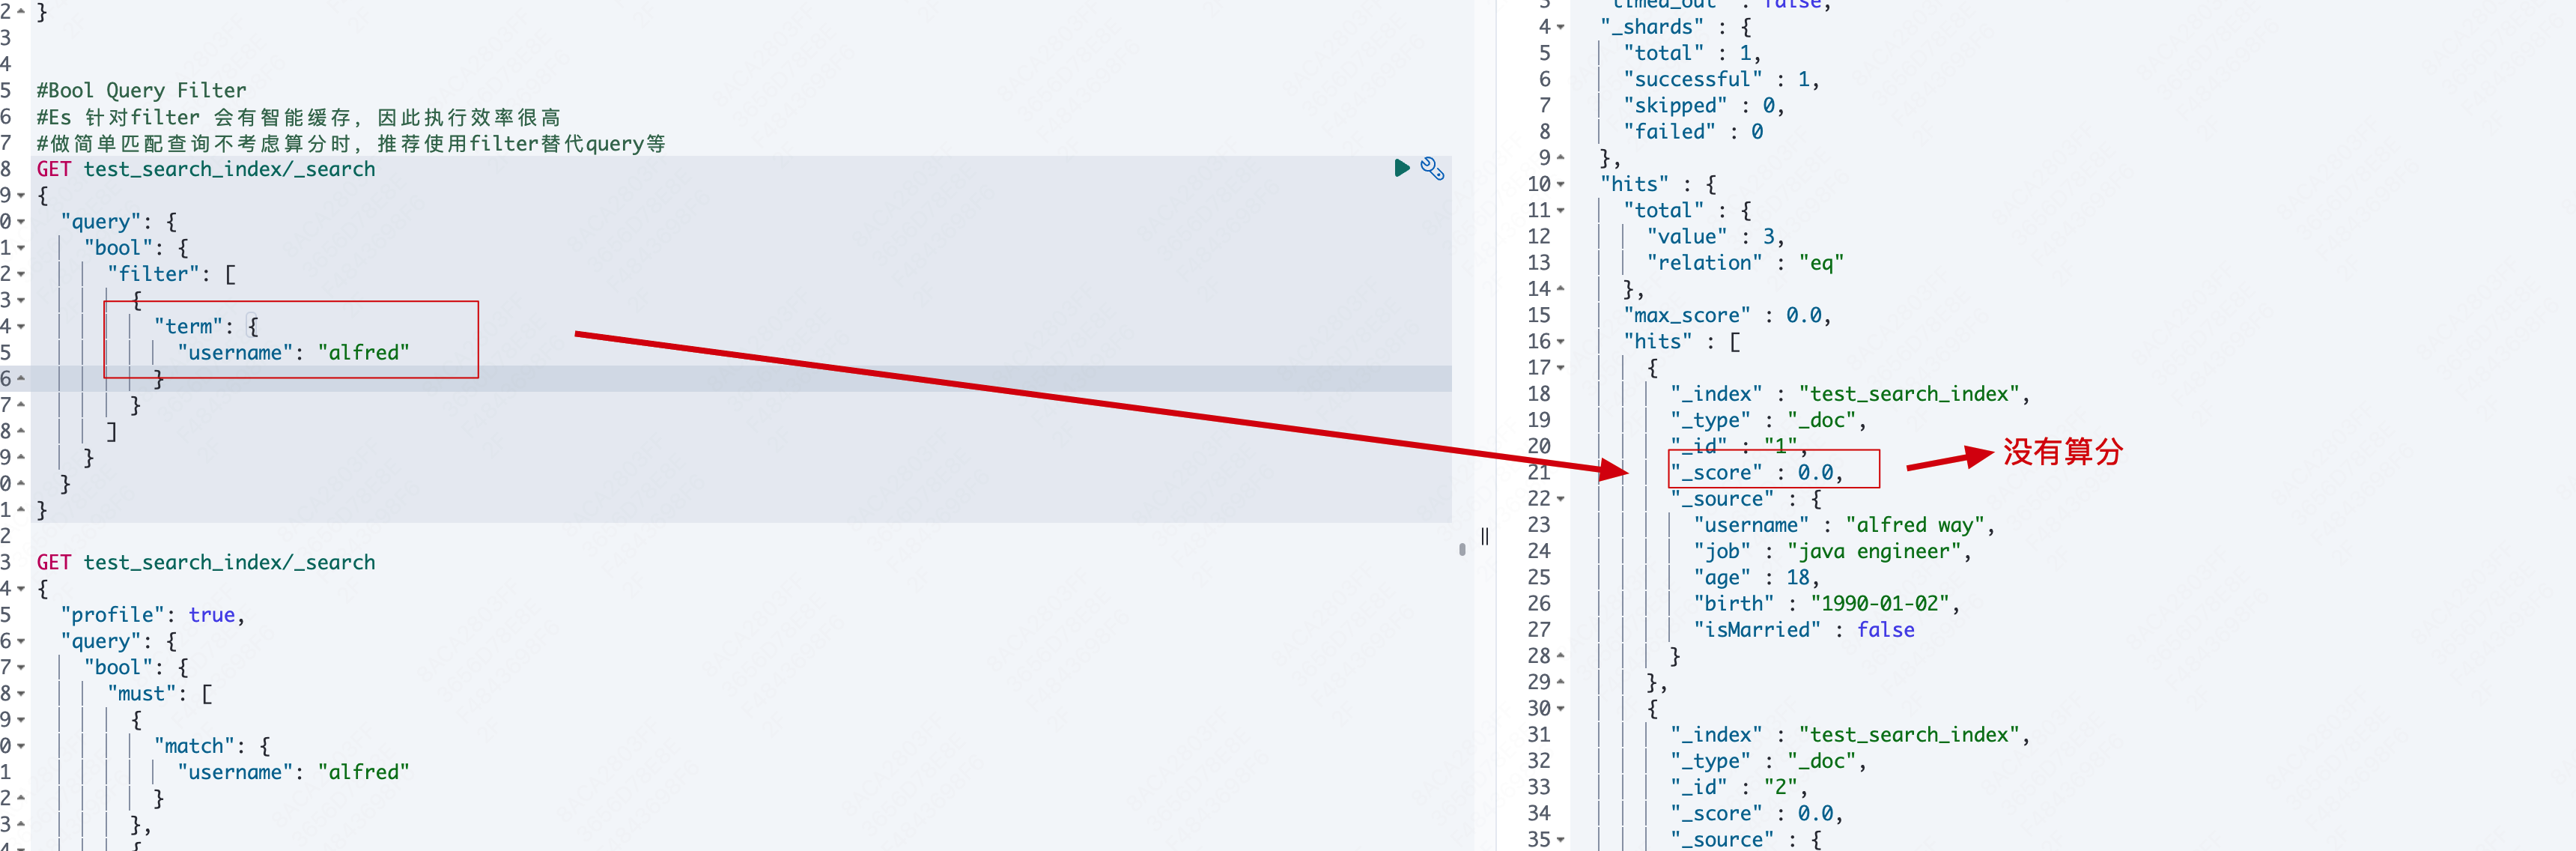 2 }
3
4
5 #Bool Query Filter
6 #Es 针对filter 会有智能缓存，因此执行效率很高
7 #做简单匹配查询不考虑算分时，推荐使用filter替代query等
8 GET test_search_index/_search
9 {
0 "query": {
1 "bool": {
2 "filter": [
3 {
4 "term": {
5 "username": "alfred"
6 }
7 }
8 ]
9 }
0 }
1 }
2
3 GET test_search_index/_search
4 {
5 "profile": true,
6 "query": {
7 "bool": {
8 "must": [
9 {
0 "match": {
1 "username": "alfred"
2 }
3 },
4 {
3 "timed_out" : false,
4 "_shards" : {
5 "total" : 1,
6 "successful" : 1,
7 "skipped" : 0,
8 "failed" : 0
9 },
10 "hits" : {
11 "total" : {
12 "value" : 3,
13 "relation" : "eq"
14 },
15 "max_score" : 0.0,
16 "hits" : [
17 {
18 "_index" : "test_search_index",
19 "_type" : "_doc",
20 "_id" : "1",
21 "_score" : 0.0,
没有算分
22 "_source" : {
23 "username" : "alfred way",
24 "job" : "java engineer",
25 "age" : 18,
26 "birth" : "1990-01-02",
27 "isMarried" : false
28 }
29 },
30 {
31 "_index" : "test_search_index",
32 "_type" : "_doc",
33 "_id" : "2",
34 "_score" : 0.0,
35 "_source" : {